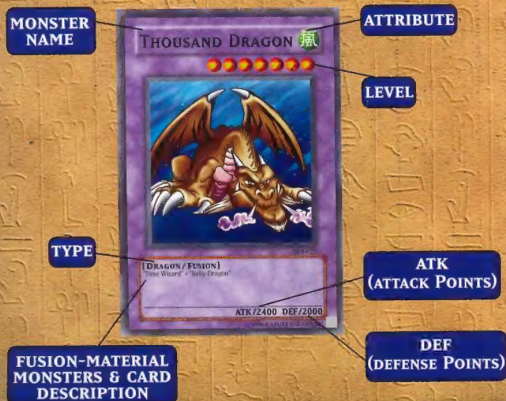 MONSTER
NAME
ATTRIBUTE
THOUSAND DRAGON 風
LEVEL
TYPE
[DRAGON/FUSION]
"Time Wizard" + "Baby Dragon"
ATK
(ATTACK POINTS)
ATK/2400 DEF/2000
DEF
(DEFENSE POINTS)
FUSION-MATERIAL
MONSTERS & CARD
DESCRIPTION